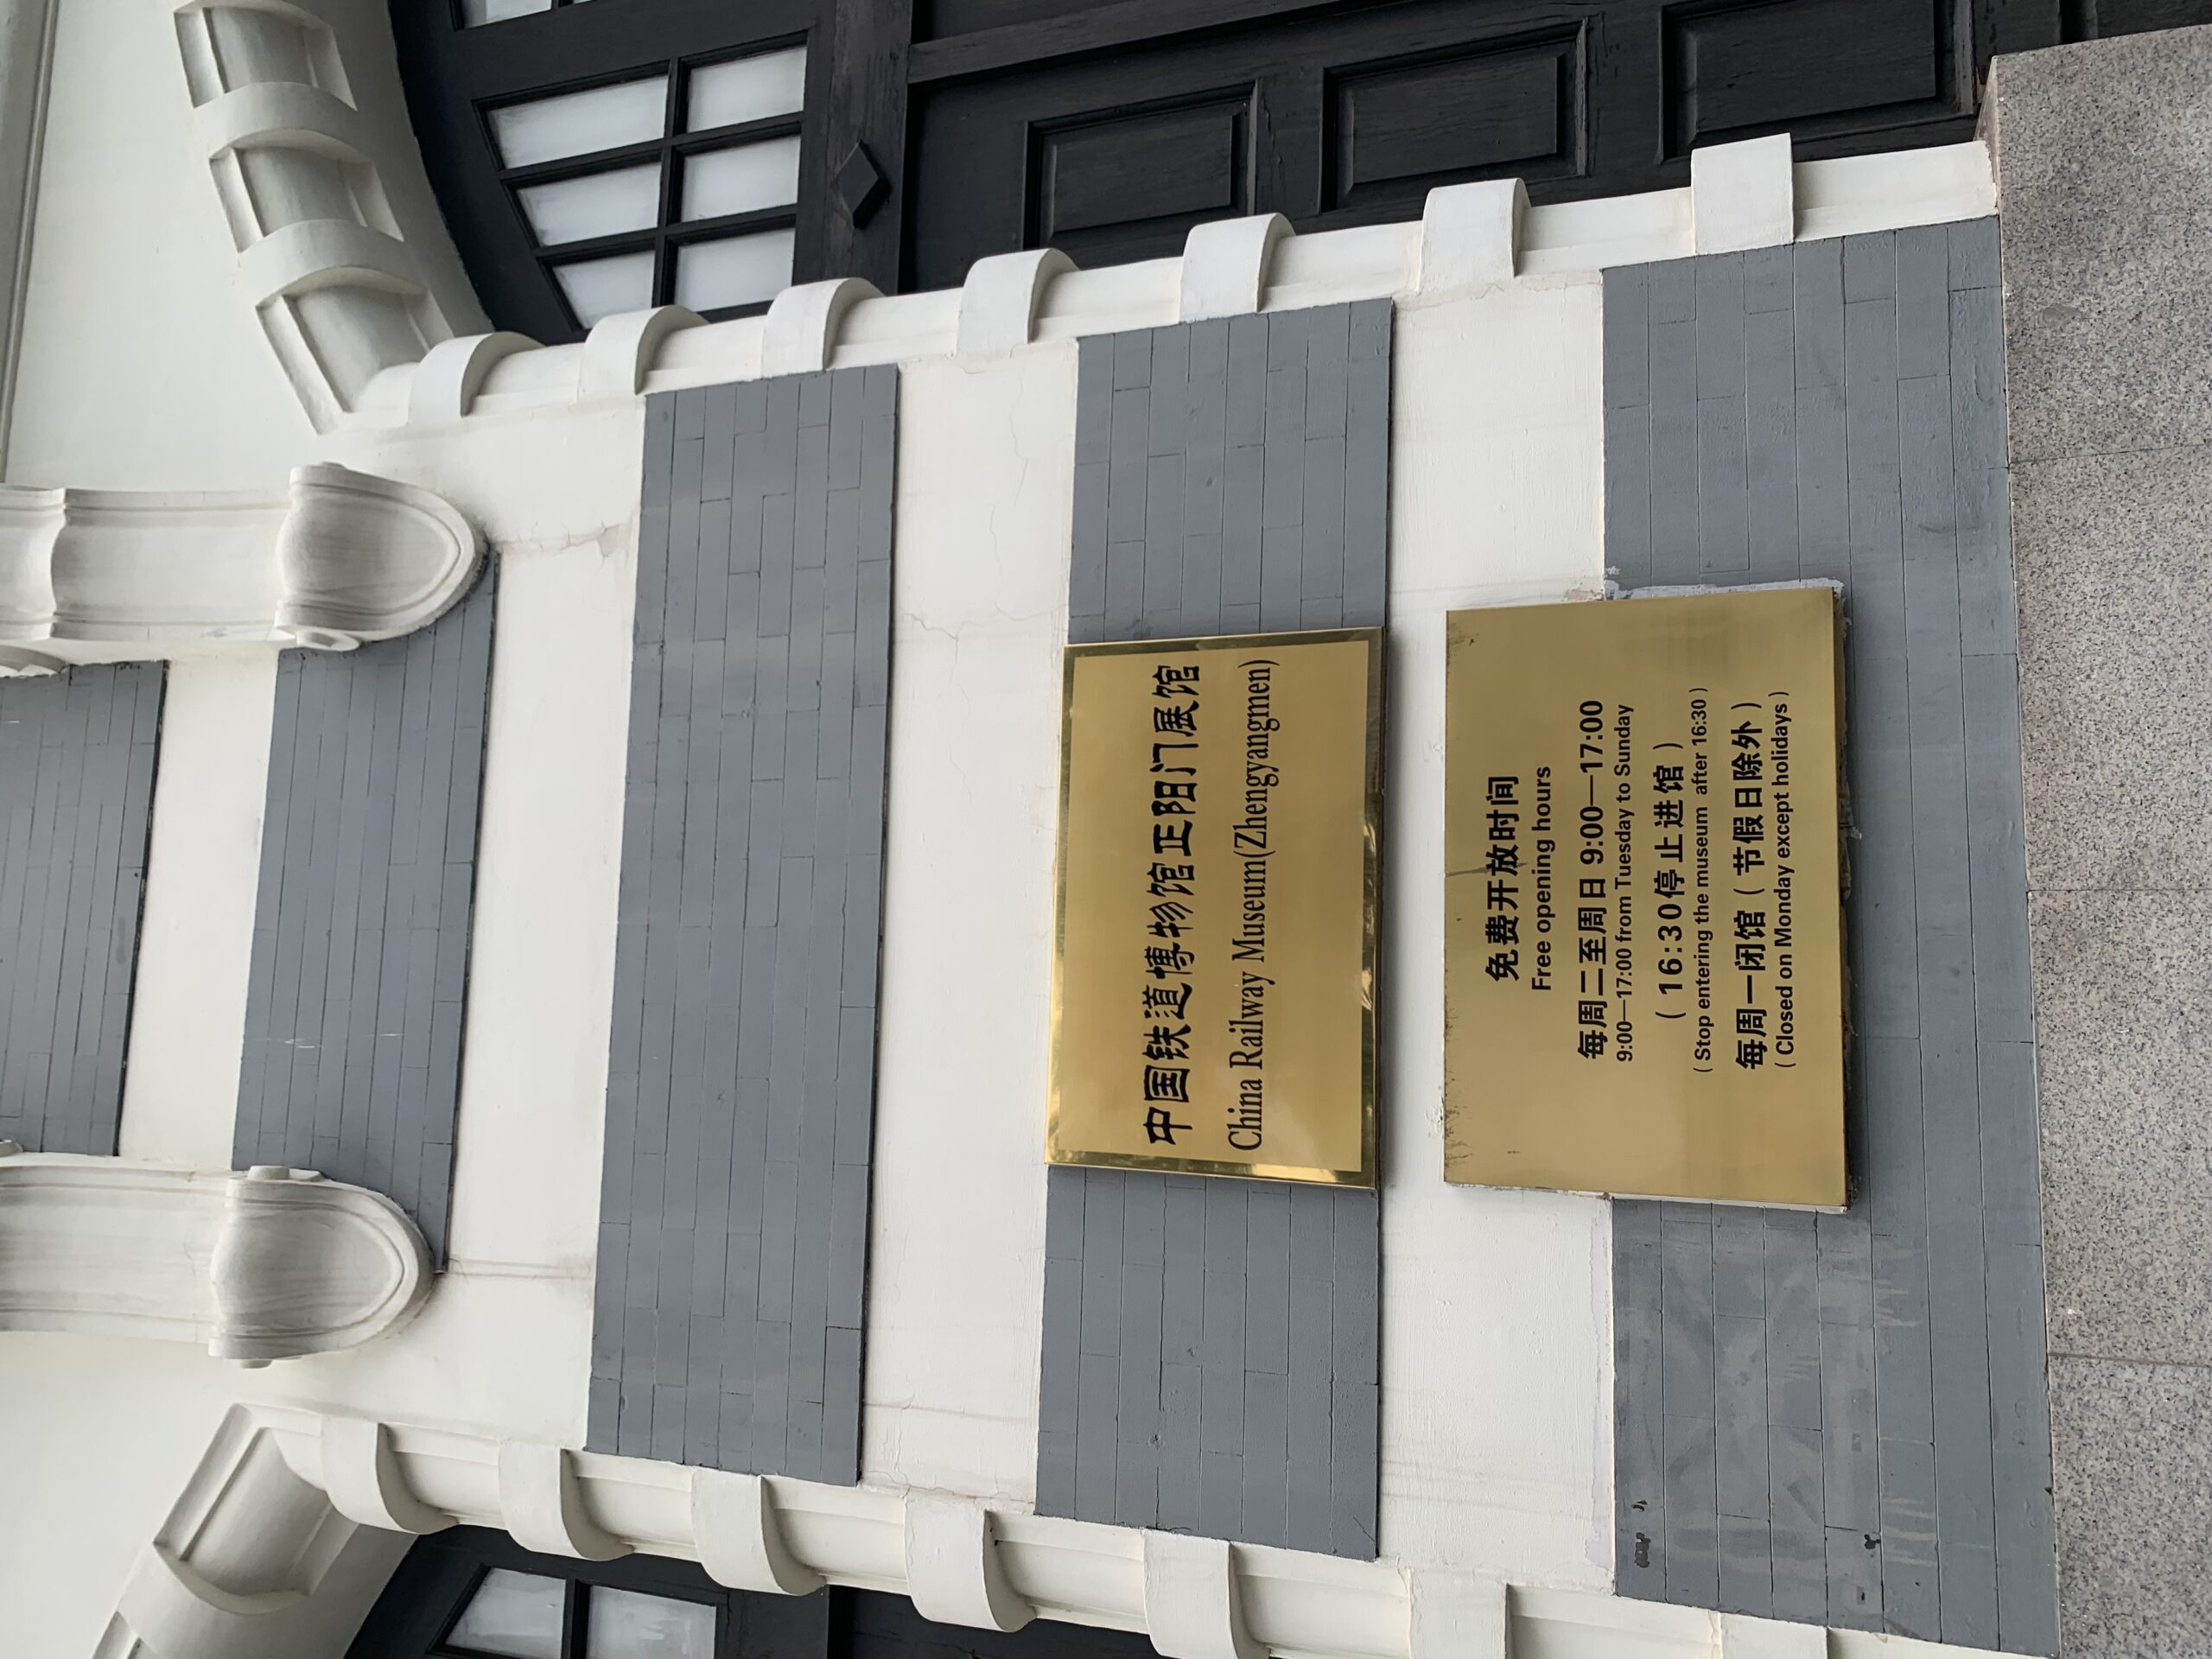 中国铁道博物馆正阳门展馆
China Railway Museum(Zhengyangmen)
免费开放时间
Free opening hours
每周二至周日 9:00—17:00
9:00—17:00 from Tuesday to Sunday
（16:30停止进馆）
（Stop entering the museum after 16:30）
每周一闭馆（节假日除外）
（Closed on Monday except holidays）